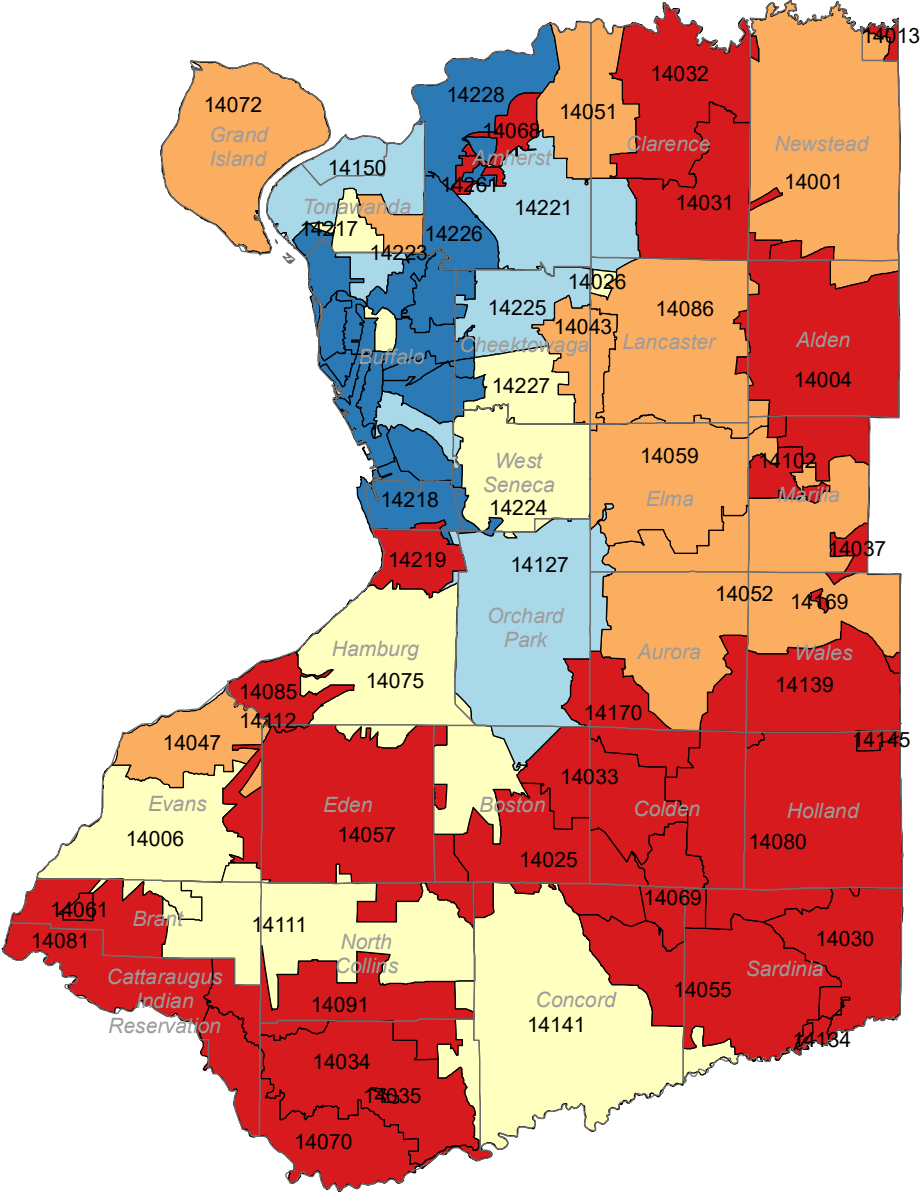 14013
14032
14228
14072
14051
14068
Grand
Island
Clarence
Newstead
Amherst
14150
14261
14001
14031
Tonawanda
14221
14217
14226
14223
14026
14225
14086
14043
Cheektowaga
Lancaster
Alden
Buffalo
14004
14227
14059
West
Seneca
14102
Elma
Marilla
14218
14224
14037
14219
14127
14052
14169
Orchard
Park
Hamburg
Aurora
Wales
14075
14139
14085
14170
14112
14047
14145
14033
Evans
Eden
Boston
Colden
Holland
14006
14057
14080
14025
14069
14061
Brant
14111
14081
North
Collins
14030
Cattaraugus
Indian
Reservation
Sardinia
14055
14091
Concord
14141
14134
14034
14035
14070